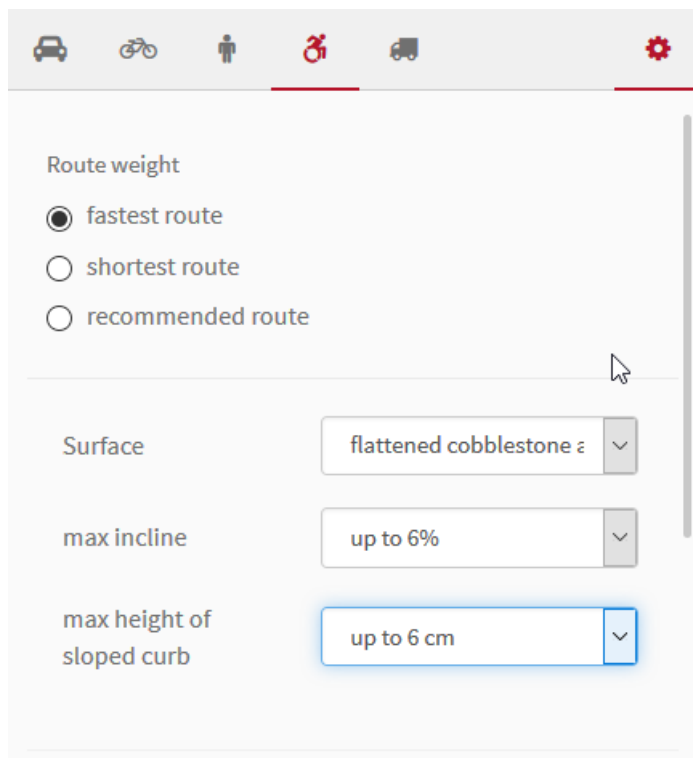 Route weight
fastest route
shortest route
recommended route
Surface
flattened cobblestone
max incline
up to 6%
max height of
sloped curb
up to 6 cm